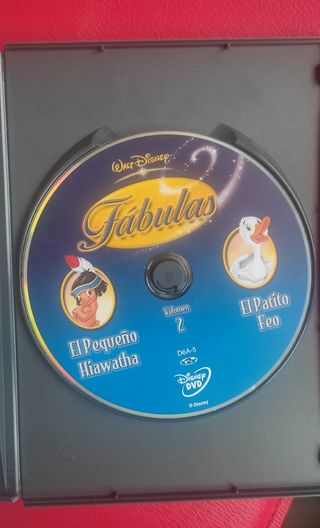 Walt Disney
Fábulas
El Pequeño
Hiawatha
Volumen
2
El Patito
Feo
Disney
DVD
© Disney